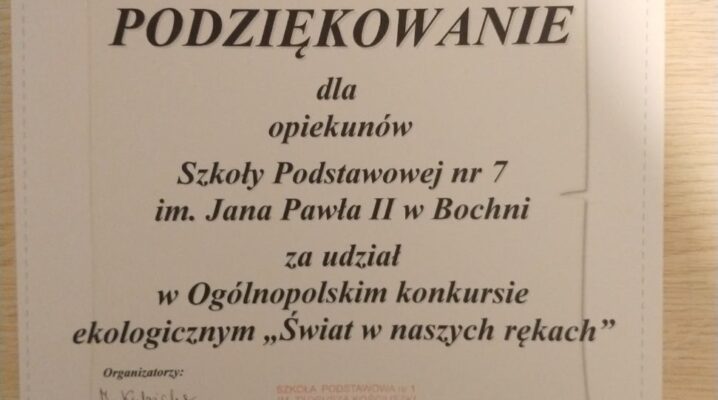 PODZIĘKOWANIE
dla
opiekunów
Szkoły Podstawowej nr 7
im. Jana Pawła II w Bochni
za udział
w Ogólnopolskim konkursie
ekologicznym „Świat w naszych rękach”
Organizatorzy:
SZKOŁA PODSTAWOWA nr 1